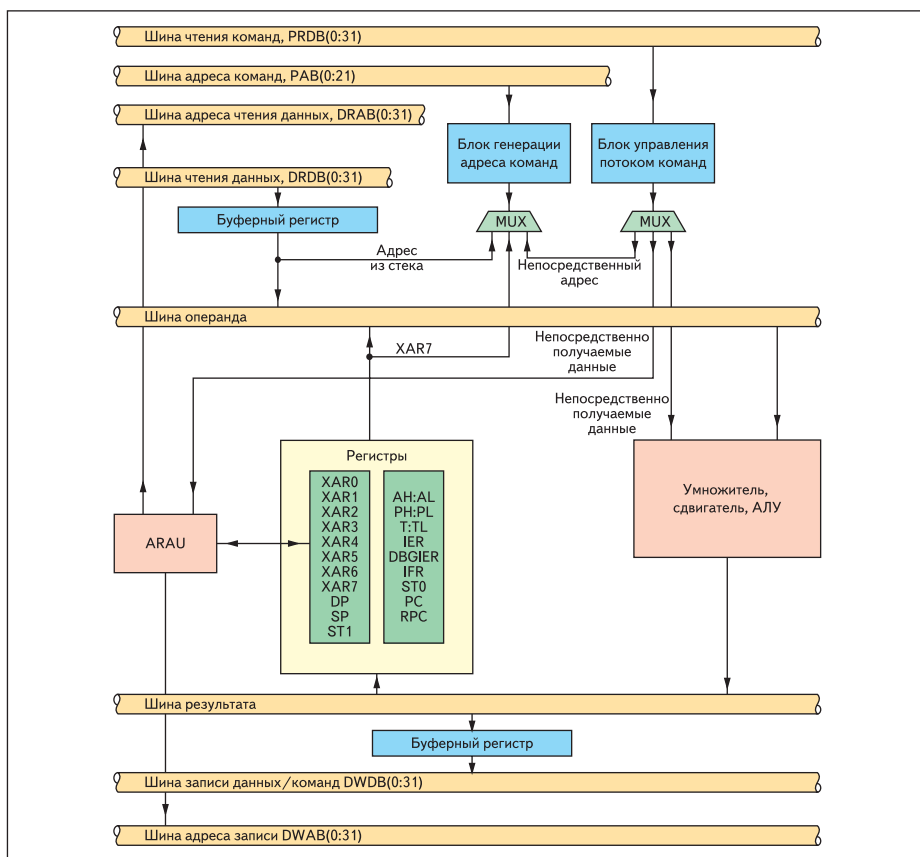 Шина чтения команд, PRDB(0:31)
Шина адреса команд, PAB(0:21)
Шина адреса чтения данных, DRAB(0:31)
Блок генерации
адреса команд
Блок управления
потоком команд
Шина чтения данных, DRDB(0:31)
Буферный регистр
MUX
MUX
Адрес
из стека
Непосредственный
адрес
Шина операнда
XAR7
Непосредственно
получаемые
данные
Непосредственно
получаемые
данные
Регистры
XAR0
XAR1
XAR2
XAR3
XAR4
XAR5
XAR6
XAR7
DP
SP
ST1
AH:AL
PH:PL
T:TL
IER
DBGIER
IFR
ST0
PC
RPC
Умножитель,
сдвигатель, АЛУ
ARAU
Шина результата
Буферный регистр
Шина записи данных/команд DWDB(0:31)
Шина адреса записи DWAB(0:31)